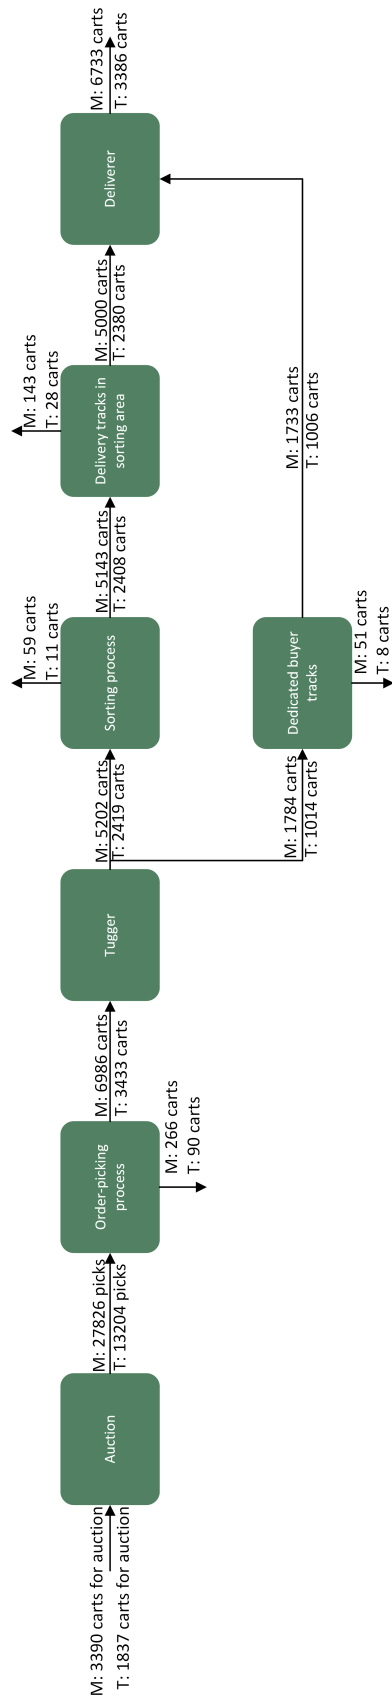 M: 3390 carts for auction
T: 1837 carts for auction
Auction
M: 27826 picks
T: 13204 picks
Order-picking
process
M: 266 carts
T: 90 carts
M: 6986 carts
T: 3433 carts
Tugger
M: 5202 carts
T: 2419 carts
M: 1784 carts
T: 1014 carts
Sorting process
M: 59 carts
T: 11 carts
Dedicated buyer
tracks
M: 51 carts
T: 8 carts
M: 5143 carts
T: 2408 carts
Delivery tracks in
sorting area
M: 143 carts
T: 28 carts
M: 5000 carts
T: 2380 carts
M: 1733 carts
T: 1006 carts
Deliverer
M: 6733 carts
T: 3386 carts